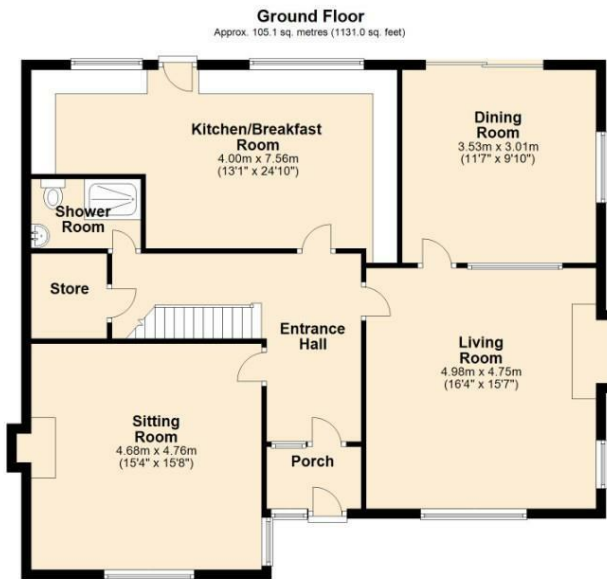 Ground Floor
Approx. 105.1 sq. metres (1131.0 sq. feet)
Kitchen/Breakfast
Room
4.00m x 7.56m
(13'1" x 24'10")
Dining
Room
3.53m x 3.01m
(11'7" x 9'10")
Shower
Room
Store
Entrance
Hall
Living
Room
4.98m x 4.75m
(16'4" x 15'7")
Sitting
Room
4.68m x 4.76m
(15'4" x 15'8")
Porch